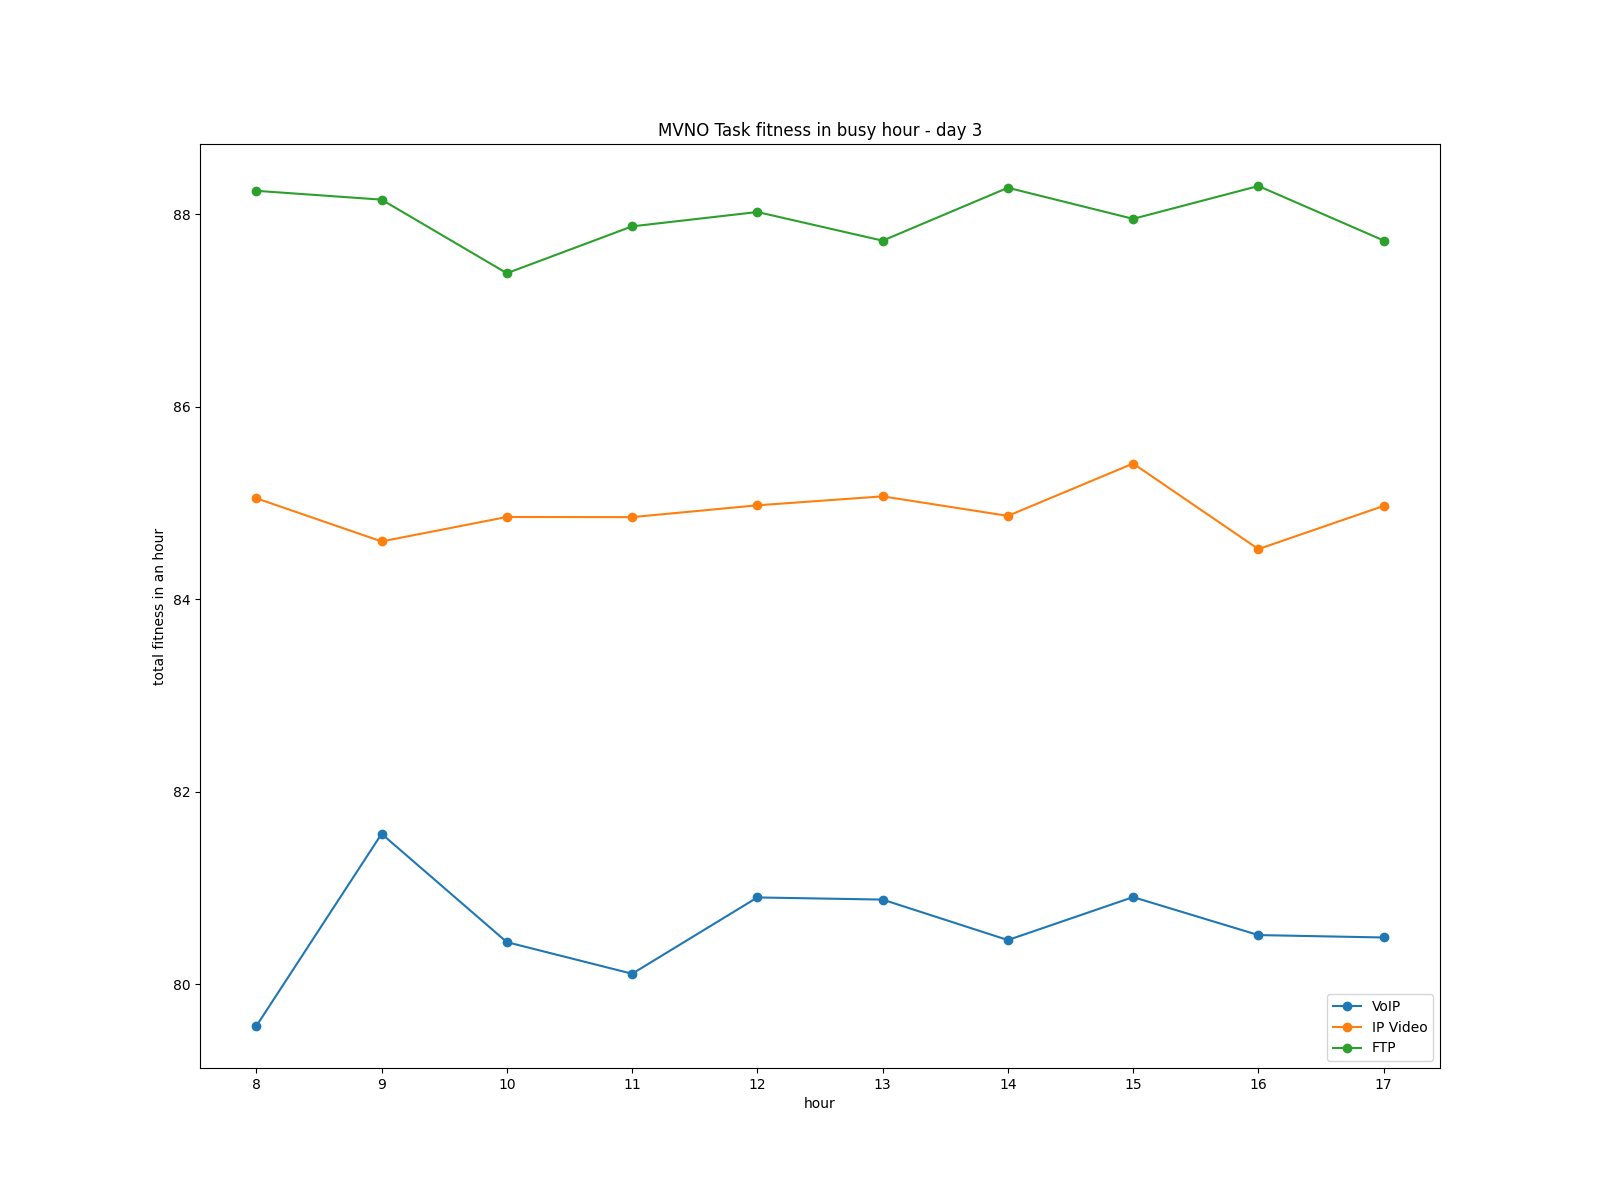 MVNO Task fitness in busy hour - day 3
total fitness in an hour
88
86
84
82
80
8 9 10 11 12 13 14 15 16 17
hour
VoIP
IP Video
FTP